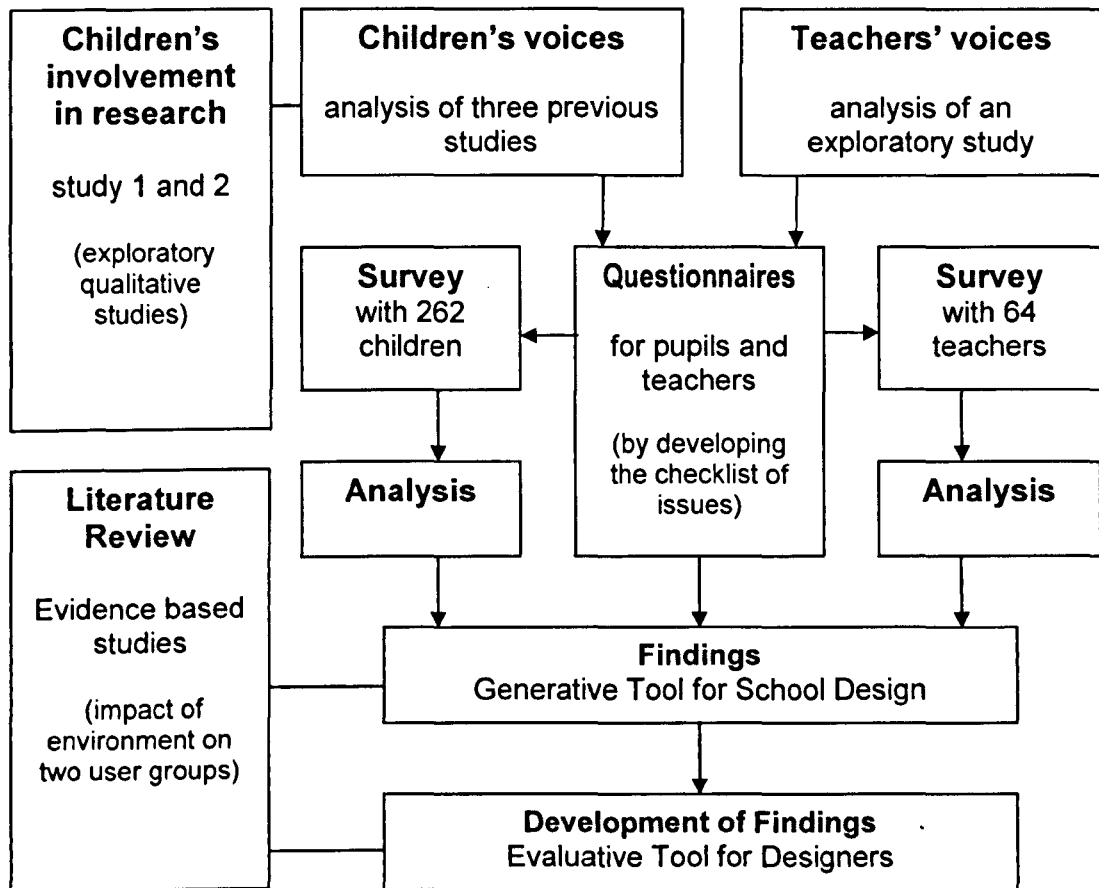 Children's
involvement
in research
study 1 and 2
(exploratory
qualitative
studies)
Children's voices
analysis of three previous
studies
Teachers' voices
analysis of an
exploratory study
Survey
with 262
children
Questionnaires
for pupils and
teachers
(by developing
the checklist of
issues)
Survey
with 64
teachers
Analysis
Analysis
Literature
Review
Evidence based
studies
(impact of
environment on
two user groups)
Findings
Generative Tool for School Design
Development of Findings
Evaluative Tool for Designers